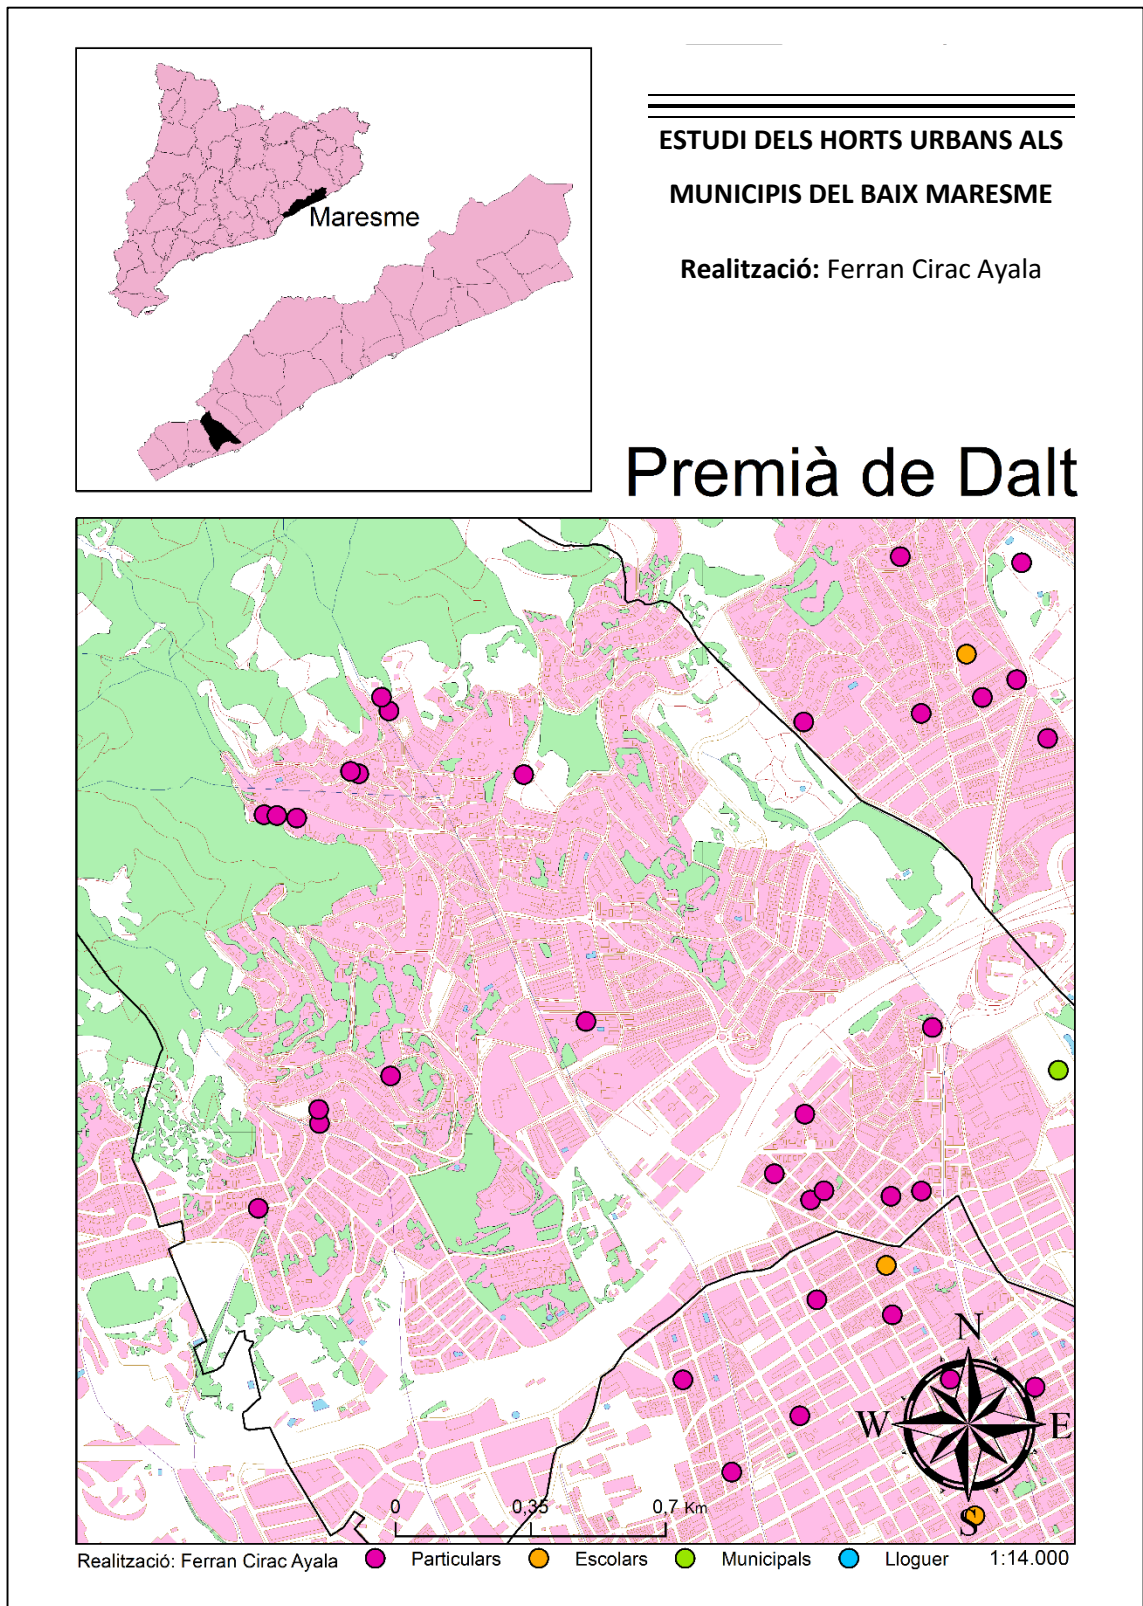 ESTUDI DELS HORTS URBANS ALS
MUNICIPIS DEL BAIX MARESME
Realització: Ferran Cirac Ayala
Maresme
Premià de Dalt
N
W
E
S
0
0,35
0,7 Km
Realització: Ferran Cirac Ayala
Particulars
Escolars
Municipals
Lloguer
1:14.000